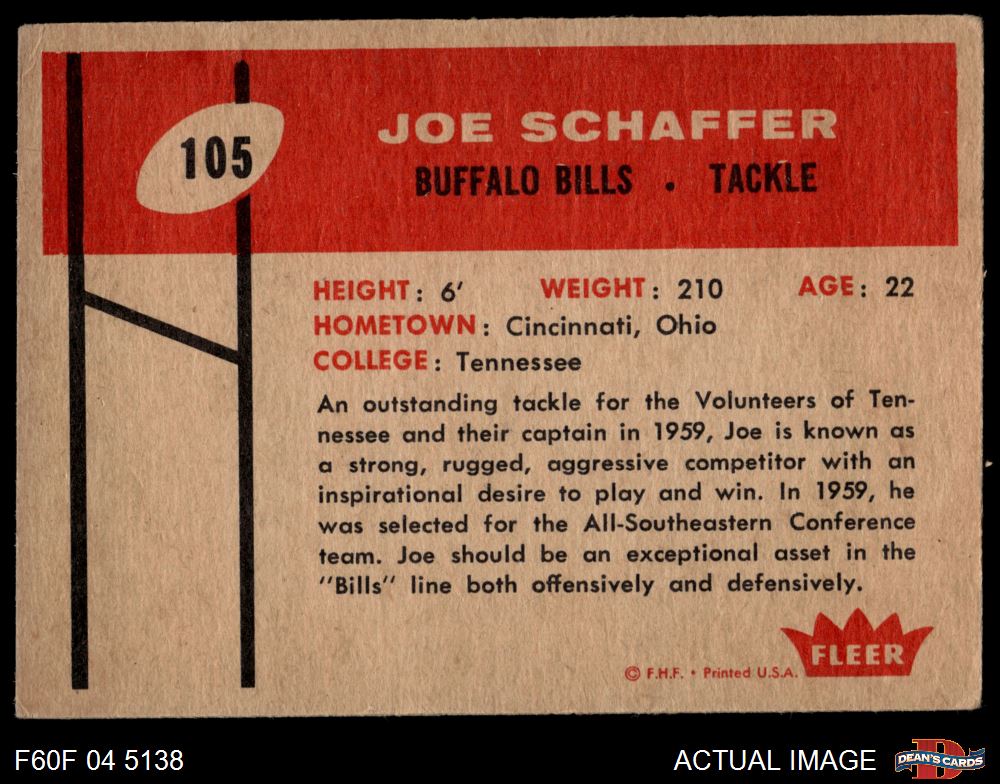 105
JOE SCHAFFER
BUFFALO BILLS • TACKLE
HEIGHT: 6' WEIGHT: 210 AGE: 22
HOMETOWN: Cincinnati, Ohio
COLLEGE: Tennessee
An outstanding tackle for the Volunteers of Ten-
nessee and their captain in 1959, Joe is known as
a strong, rugged, aggressive competitor with an
inspirational desire to play and win. In 1959, he
was selected for the All-Southeastern Conference
team. Joe should be an exceptional asset in the
"Bills" line both offensively and defensively.
FLEER
© F.H.F. • Printed U.S.A.
F60F 04 5138
ACTUAL IMAGE
D
DEAN'S CARDS